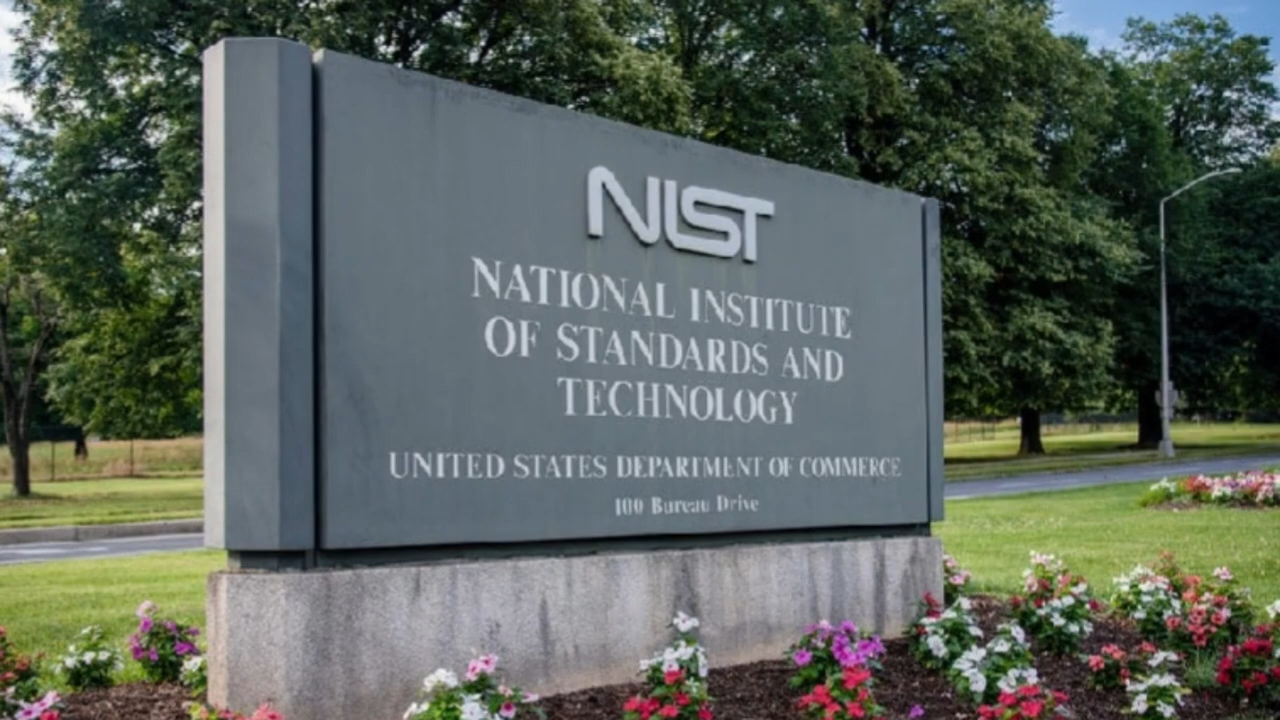 NIST
NATIONAL INSTITUTE
OF STANDARDS AND
TECHNOLOGY
UNITED STATES DEPARTMENT OF COMMERCE
100 Bureau Drive